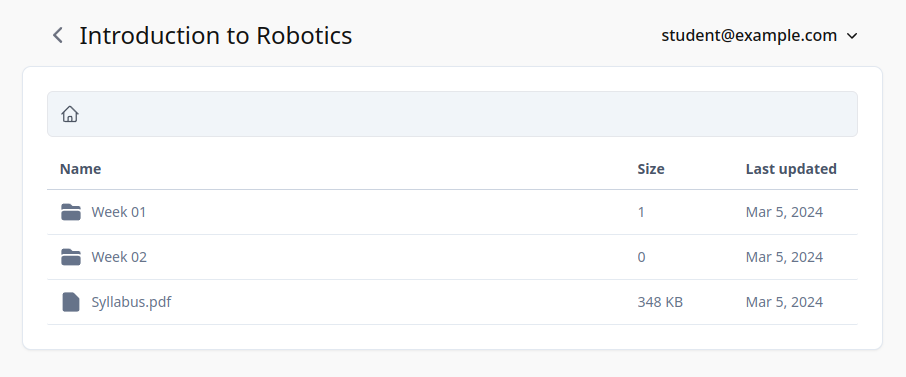 Introduction to Robotics student@example.com
Name Size Last updated
Week 01 1 Mar 5, 2024
Week 02 0 Mar 5, 2024
Syllabus.pdf 348 KB Mar 5, 2024